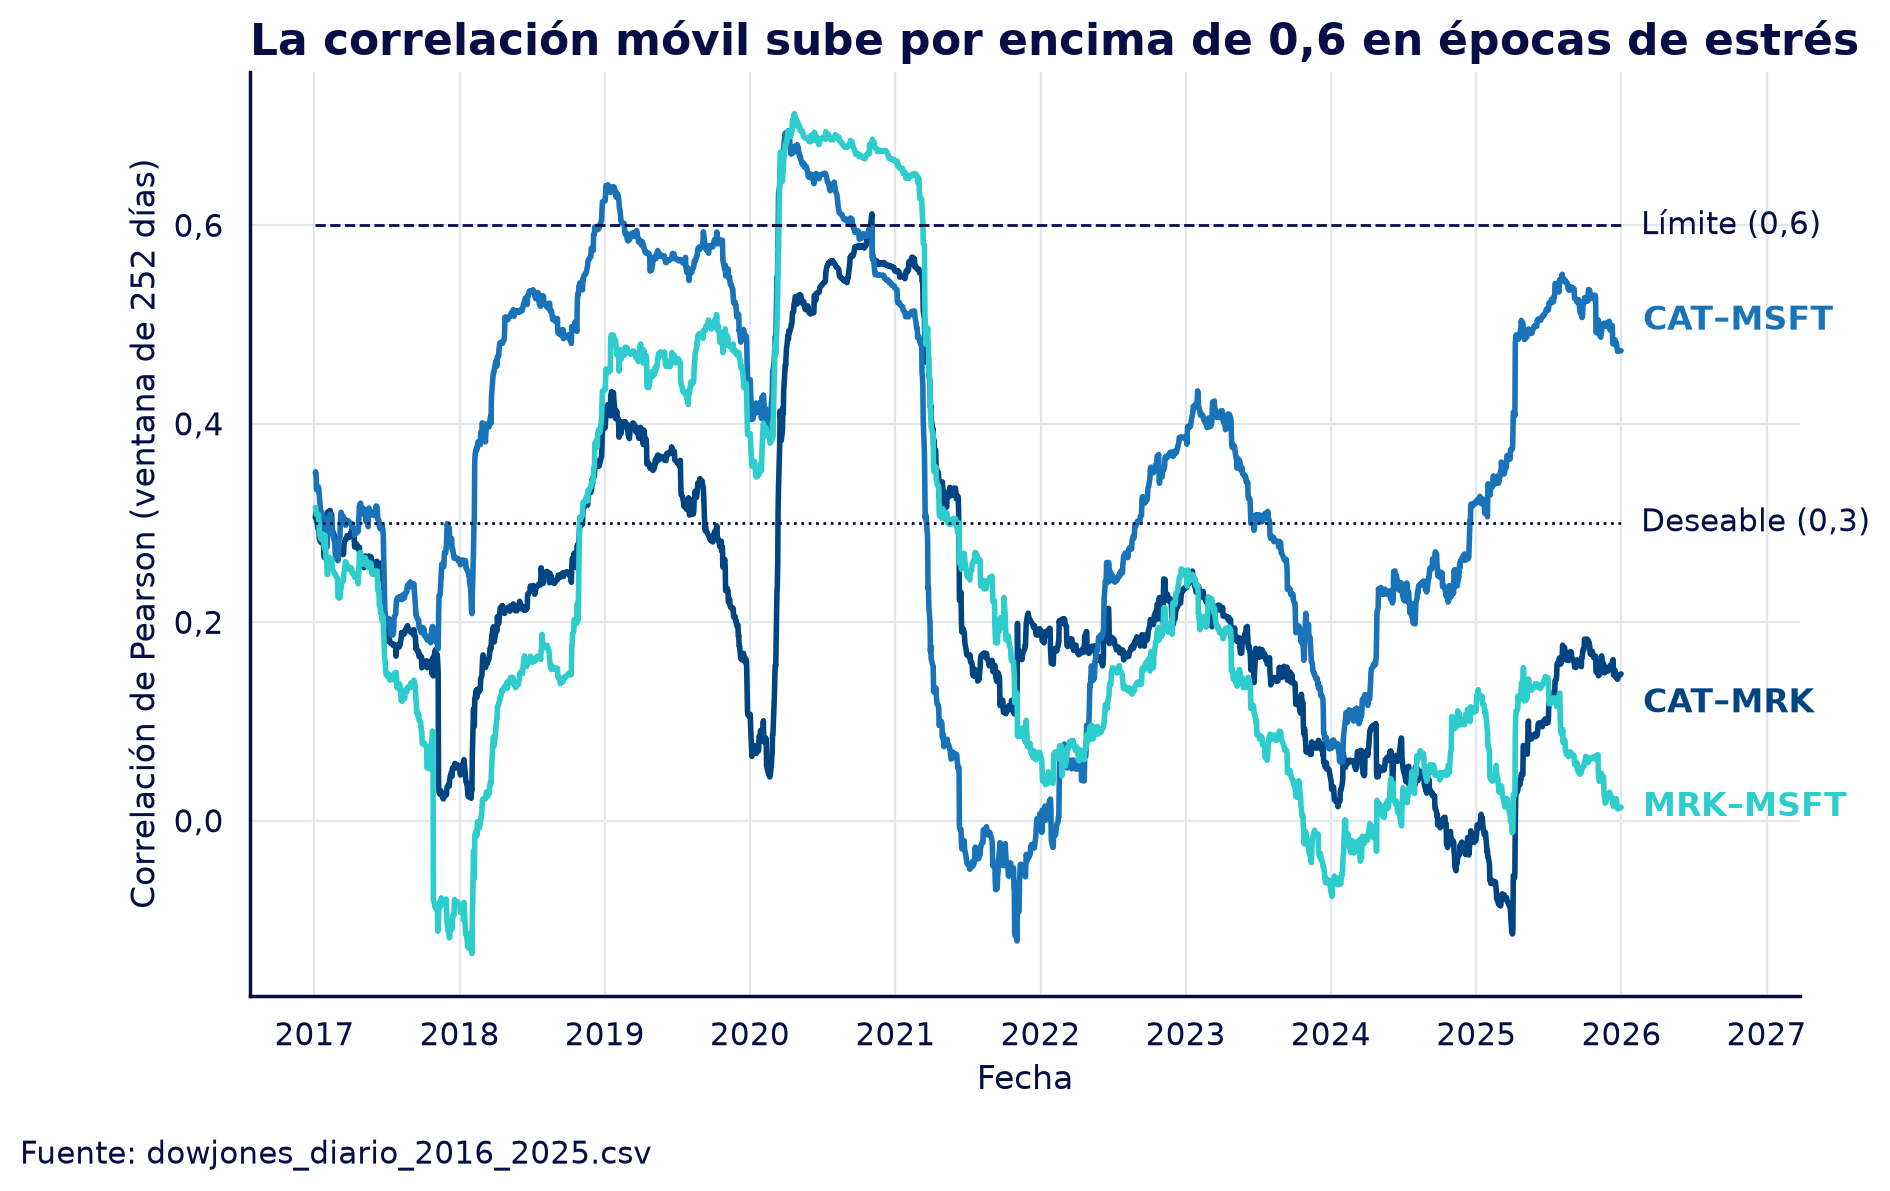 La correlación móvil sube por encima de 0,6 en épocas de estrés
Correlación de Pearson (ventana de 252 días)
0,6
0,4
0,2
0,0
Límite (0,6)
CAT–MSFT
Deseable (0,3)
CAT–MRK
MRK–MSFT
2017 2018 2019 2020 2021 2022 2023 2024 2025 2026 2027
Fecha
Fuente: dowjones_diario_2016_2025.csv